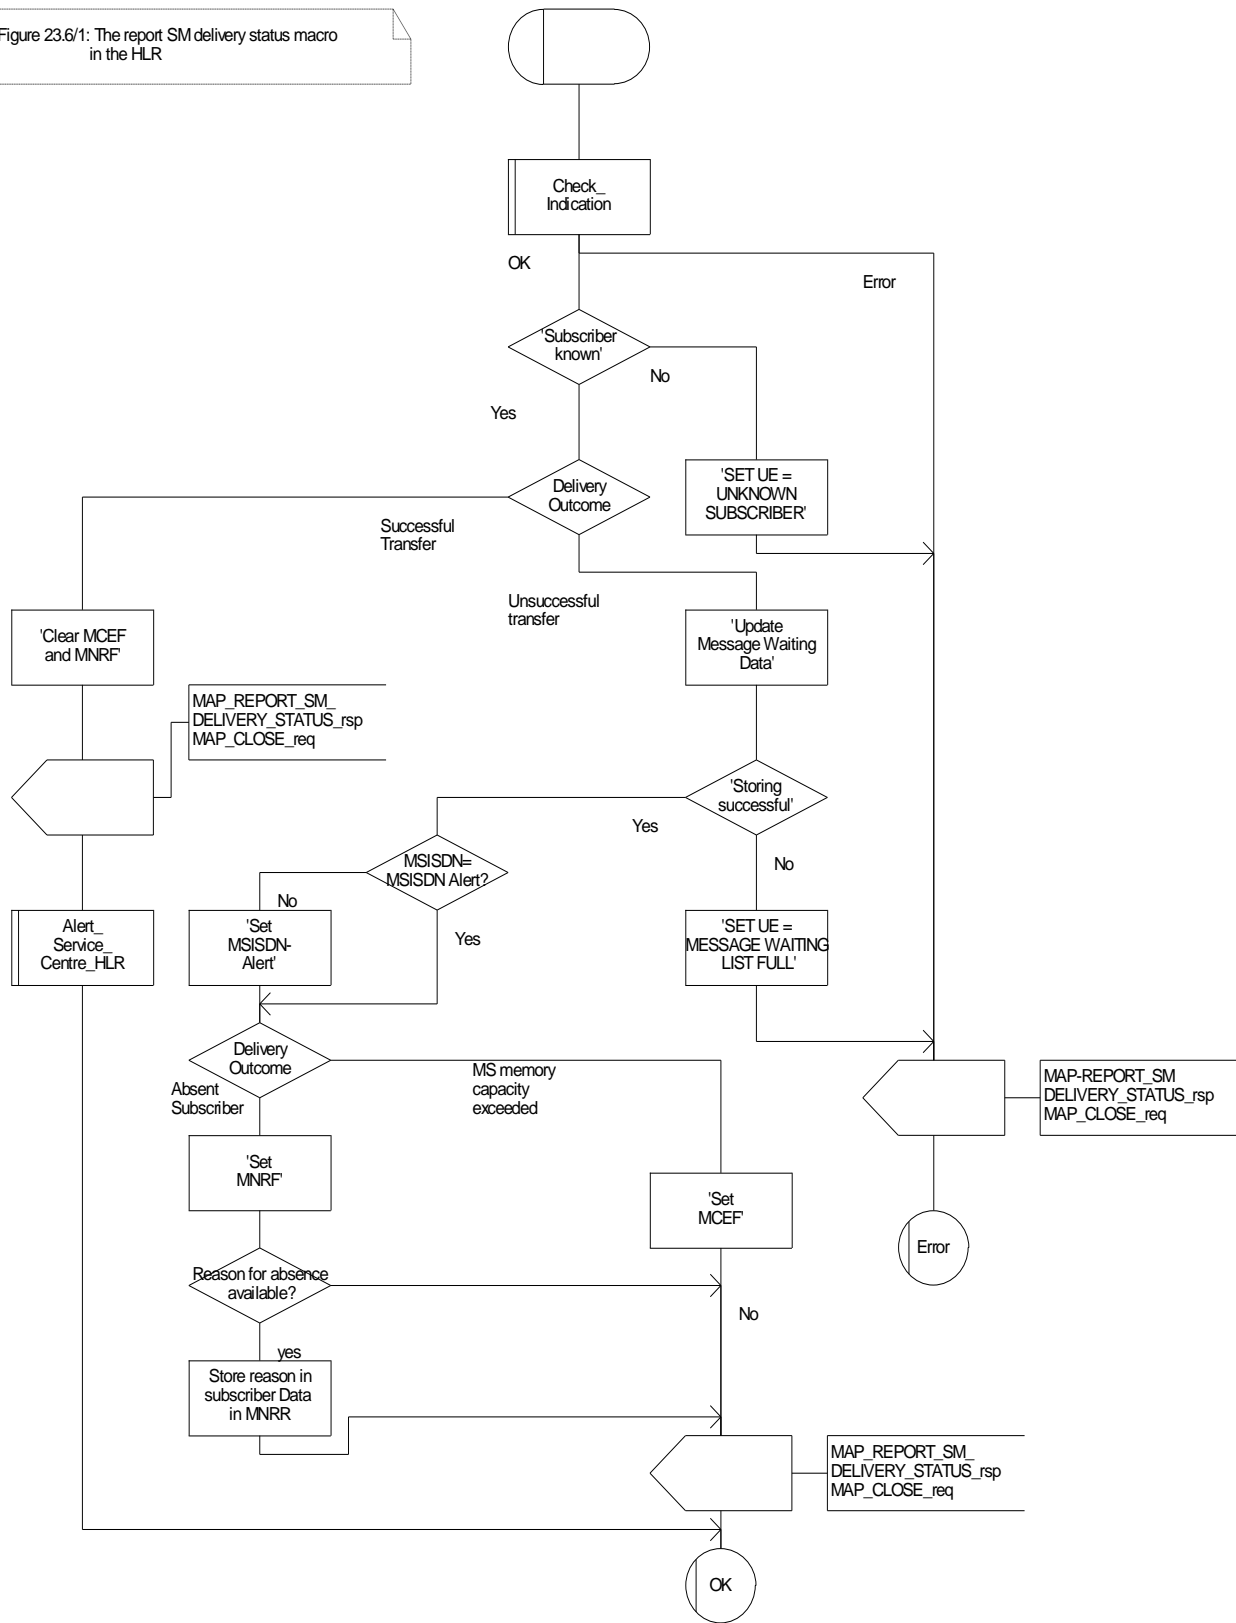 Figure 23.6/1: The report SM delivery status macro
in the HLR
Check_
Indication
OK
Error
'Subscriber
known'
No
Yes
Delivery
Outcome
'SET UE =
UNKNOWN
SUBSCRIBER'
Successful
Transfer
Unsuccessful
transfer
'Clear MCEF
and MNRF'
'Update
Message Waiting
Data'
MAP_REPORT_SM_
DELIVERY_STATUS_rsp
MAP_CLOSE_req
'Storing
successful'
Yes
No
MSISDN=
MSISDN Alert?
No
Yes
Alert_
Service_
Centre_HLR
'Set
MSISDN-
Alert'
'SET UE =
MESSAGE WAITING
LIST FULL'
Delivery
Outcome
Absent
Subscriber
MS memory
capacity
exceeded
MAP-REPORT_SM
DELIVERY_STATUS_rsp
MAP_CLOSE_req
'Set
MNRF'
'Set
MCEF'
Error
Reason for absence
available?
No
yes
Store reason in
subscriber Data
in MNRR
MAP_REPORT_SM_
DELIVERY_STATUS_rsp
MAP_CLOSE_req
OK